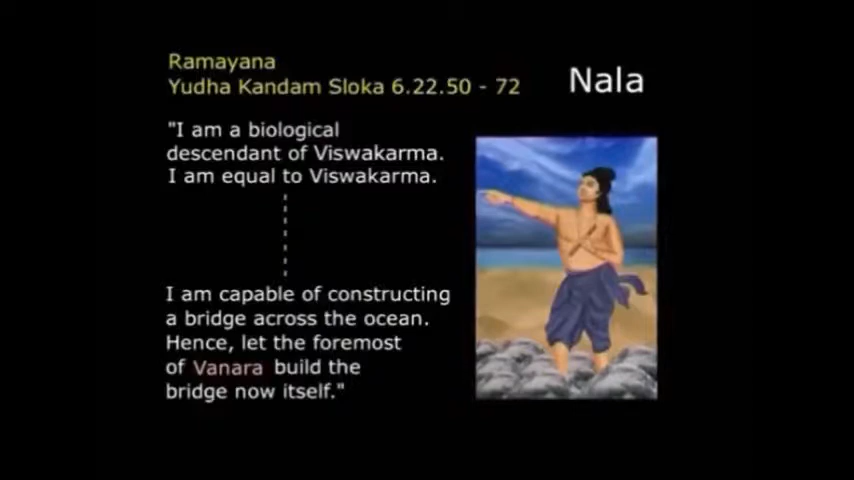 Ramayana
Yudha Kandam Sloka 6.22.50 - 72
Nala
"I am a biological
descendant of Viswakarma.
I am equal to Viswakarma.
I am capable of constructing
a bridge across the ocean.
Hence, let the foremost
of Vanara build the
bridge now itself."